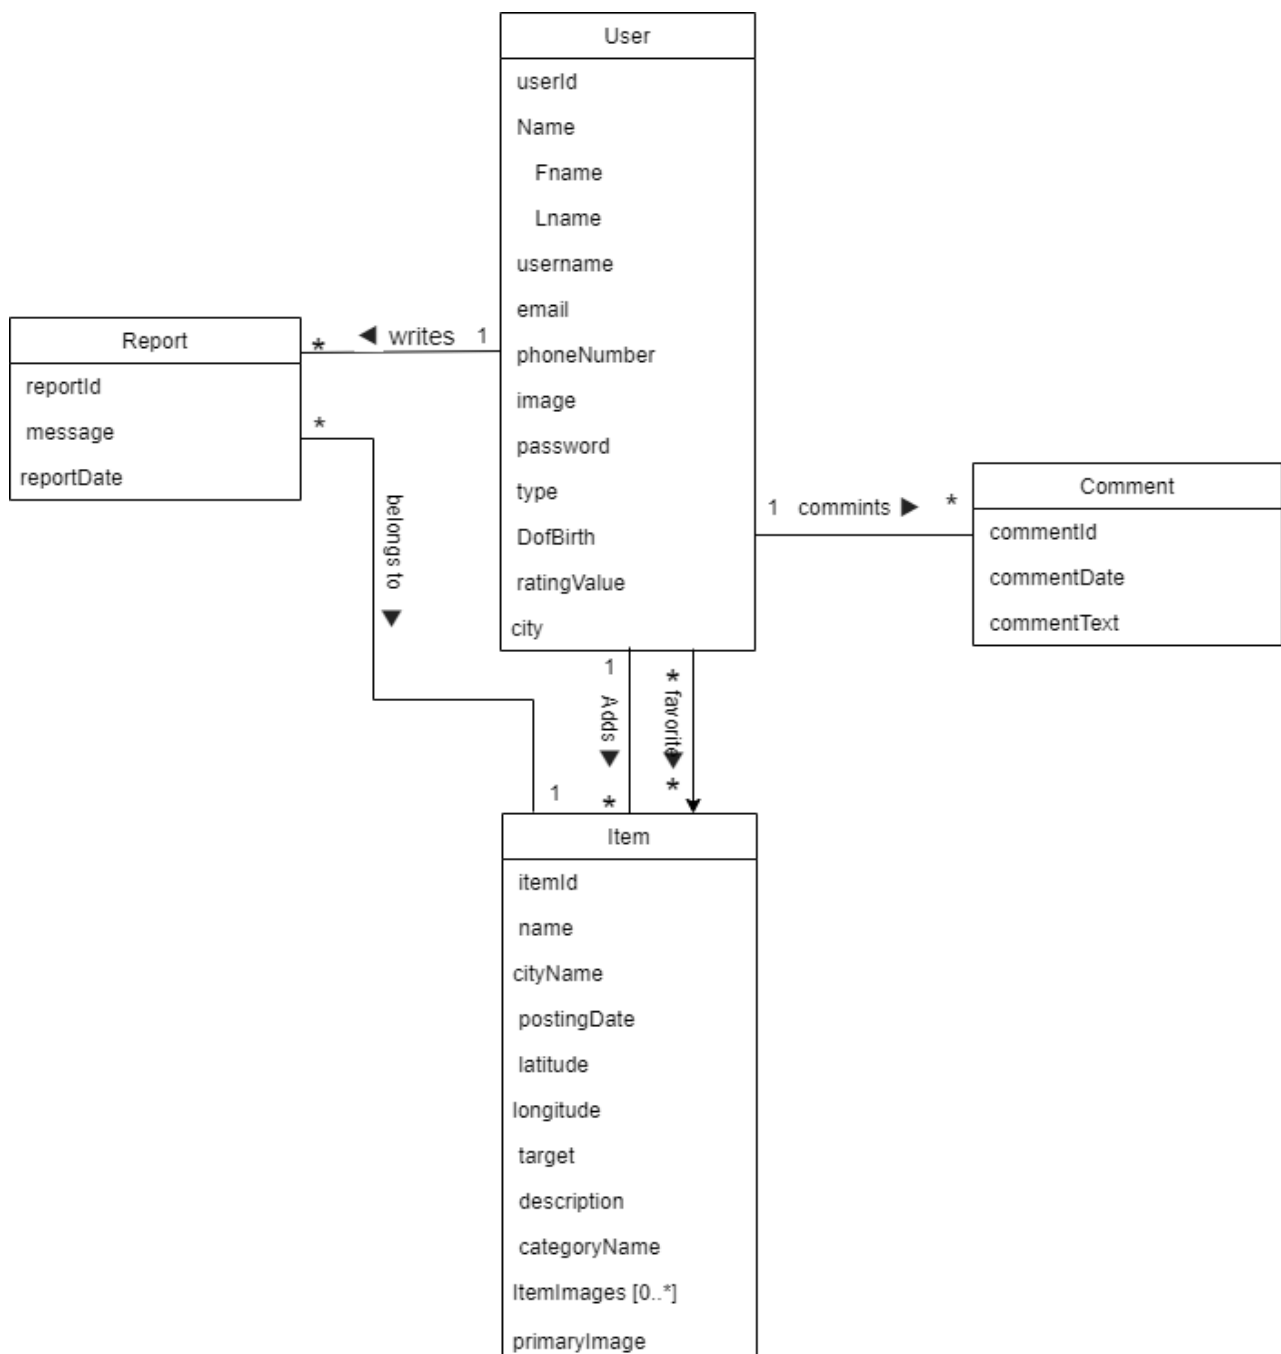 User
userId
Name
Fname
Lname
username
email
phoneNumber
image
password
type
DofBirth
ratingValue
city
Report
reportId
message
reportDate
* ◀ writes 1
*
belongs to ▼
1
1 commints ▶ *
Comment
commentId
commentDate
commentText
1
Adds ▼
*
*
favorite ▼
*
Item
itemId
name
cityName
postingDate
latitude
longitude
target
description
categoryName
ItemImages [0..*]
primaryImage